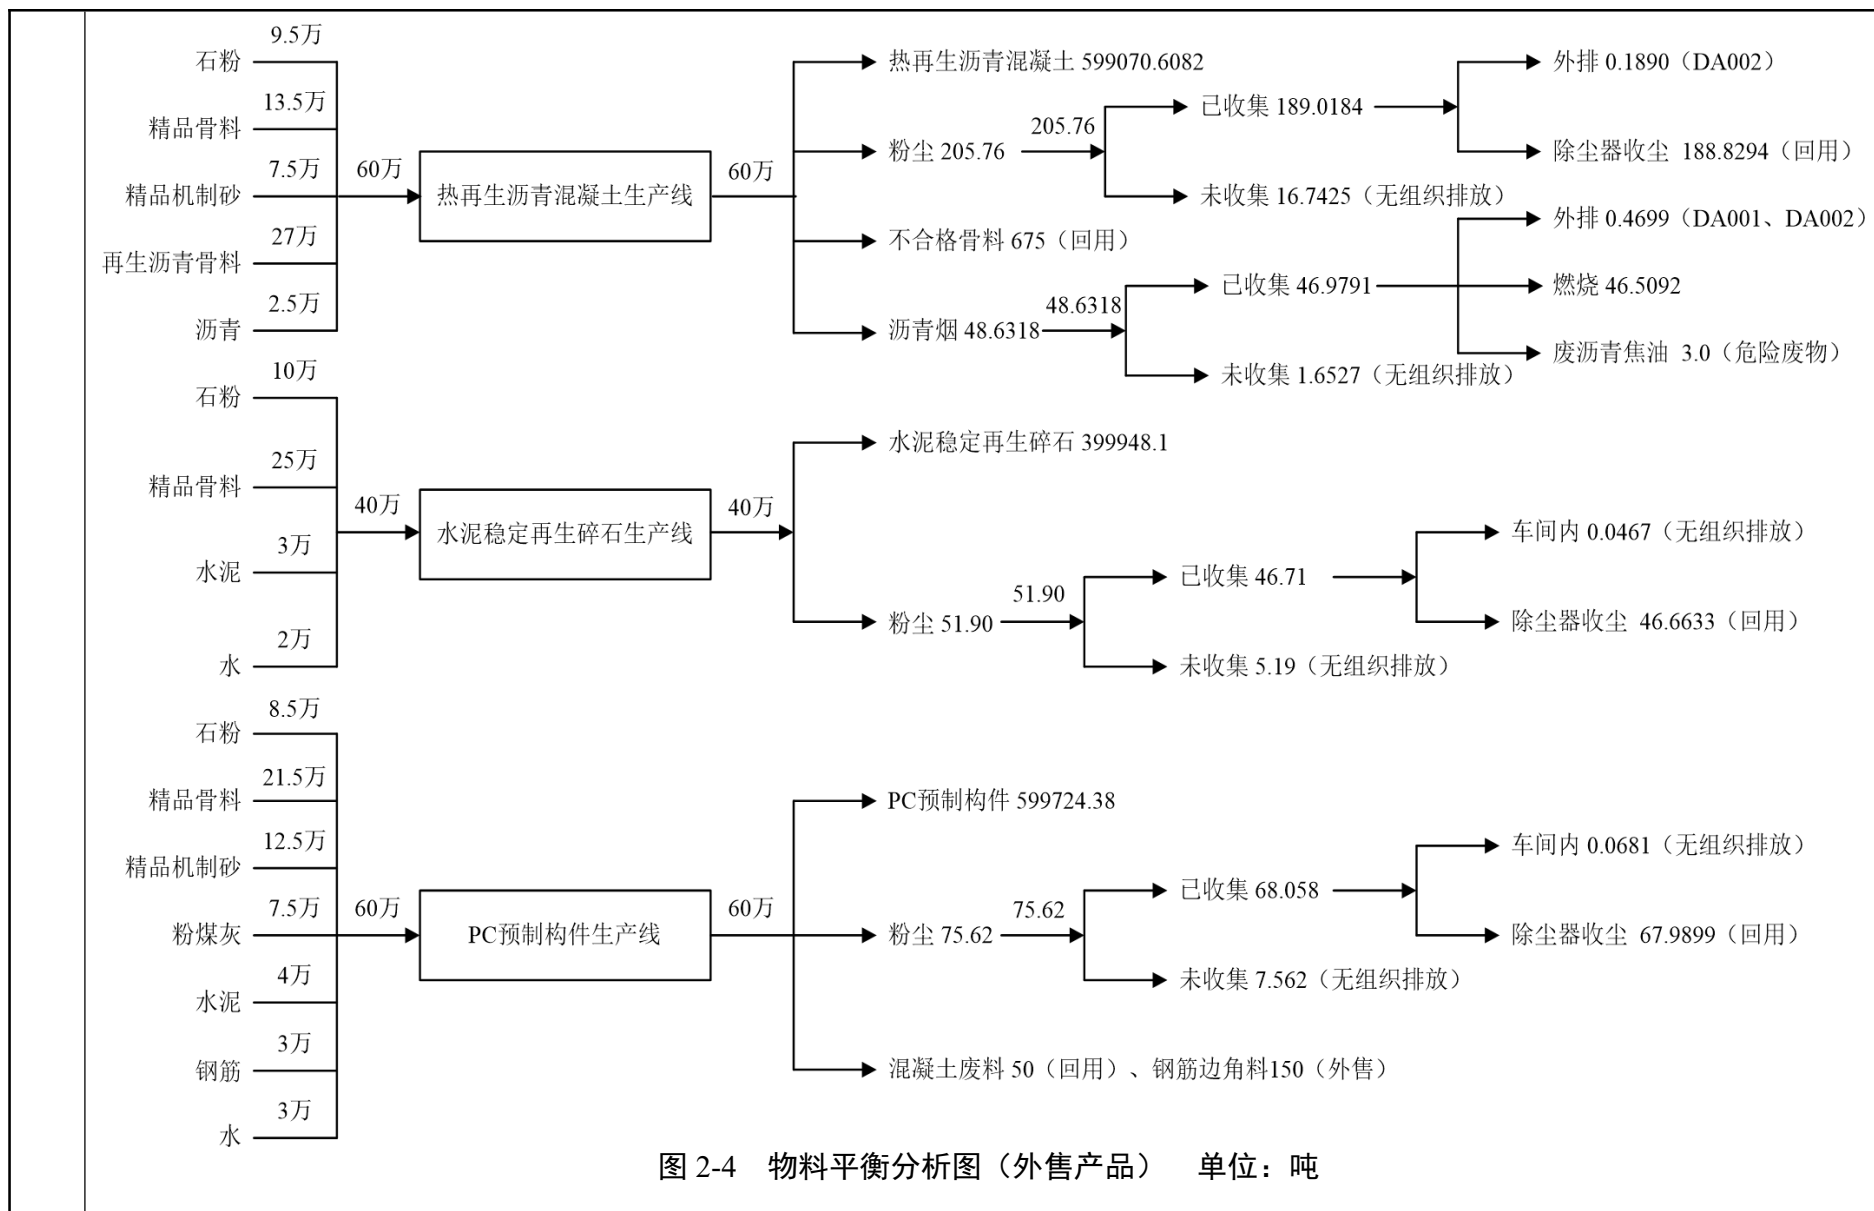 石粉 9.5万
精品骨料 13.5万
精品机制砂 7.5万
再生沥青骨料 27万
沥青 2.5万
60万
热再生沥青混凝土生产线
60万
热再生沥青混凝土 599070.6082
粉尘 205.76
205.76
已收集 189.0184
外排 0.1890（DA002）
除尘器收尘 188.8294（回用）
未收集 16.7425（无组织排放）
不合格骨料 675（回用）
沥青烟 48.6318
48.6318
已收集 46.9791
外排 0.4699（DA001、DA002）
燃烧 46.5092
废沥青焦油 3.0（危险废物）
未收集 1.6527（无组织排放）
石粉 10万
精品骨料 25万
水泥 3万
水 2万
40万
水泥稳定再生碎石生产线
40万
水泥稳定再生碎石 399948.1
粉尘 51.90
51.90
已收集 46.71
车间内 0.0467（无组织排放）
除尘器收尘 46.6633（回用）
未收集 5.19（无组织排放）
石粉 8.5万
精品骨料 21.5万
精品机制砂 12.5万
粉煤灰 7.5万
水泥 4万
钢筋 3万
水 3万
60万
PC预制构件生产线
60万
PC预制构件 599724.38
粉尘 75.62
75.62
已收集 68.058
车间内 0.0681（无组织排放）
除尘器收尘 67.9899（回用）
未收集 7.562（无组织排放）
混凝土废料 50（回用）、钢筋边角料150（外售）
图 2-4 物料平衡分析图（外售产品） 单位：吨